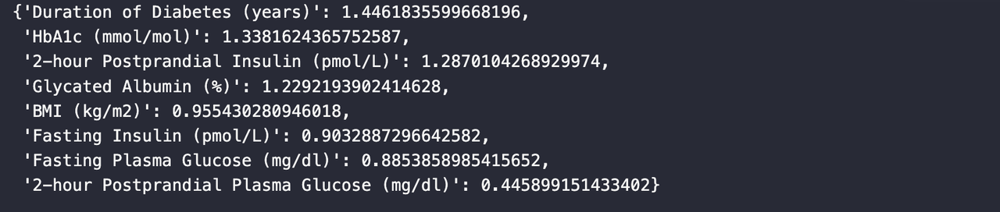 {'Duration of Diabetes (years)': 1.4461835599668196,
'HbA1c (mmol/mol)': 1.3381624365752587,
'2-hour Postprandial Insulin (pmol/L)': 1.2870104268929974,
'Glycated Albumin (%)': 1.2292193902414628,
'BMI (kg/m2)': 0.955430280946018,
'Fasting Insulin (pmol/L)': 0.9032887296642582,
'Fasting Plasma Glucose (mg/dl)': 0.8853858985415652,
'2-hour Postprandial Plasma Glucose (mg/dl)': 0.445899151433402}